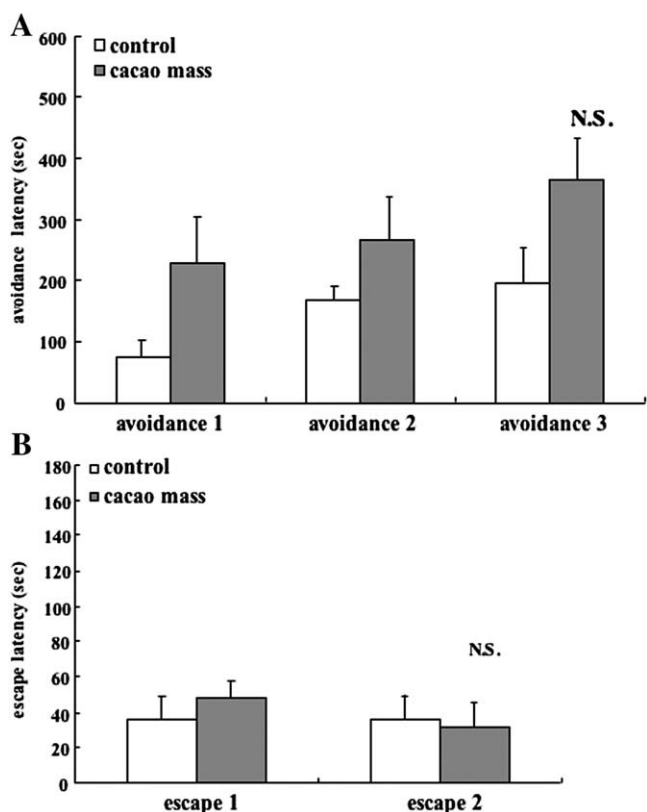 A
600
500
400
300
200
100
0
avoidance latency (sec)
control
cacao mass
N.S.
avoidance 1 avoidance 2 avoidance 3
B
180
160
140
120
100
80
60
40
20
0
escape latency (sec)
control
cacao mass
N.S.
escape 1 escape 2